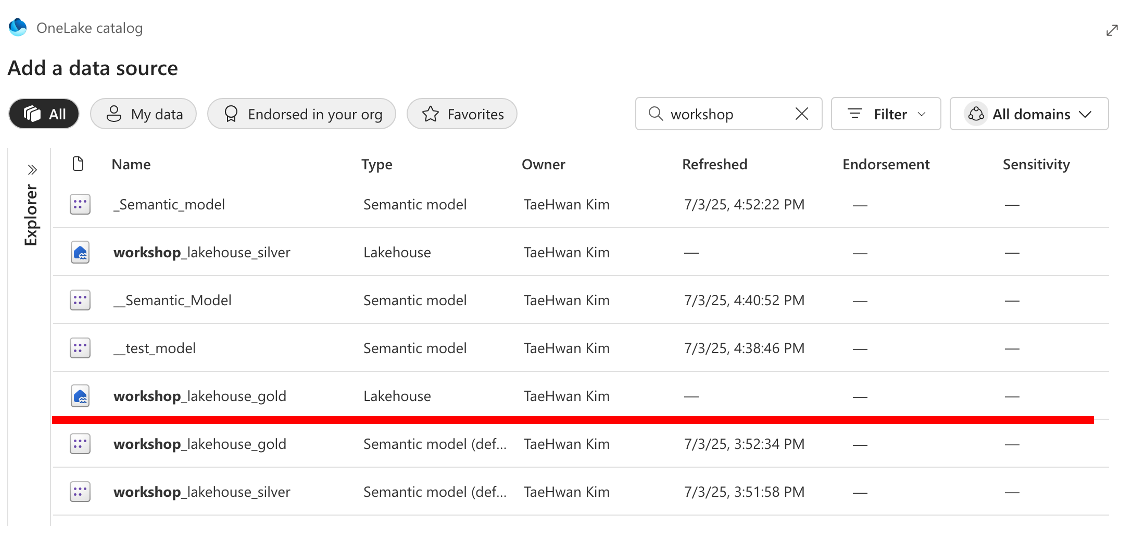 OneLake catalog
Add a data source
All My data Endorsed in your org Favorites workshop Filter All domains
Explorer
Name Type Owner Refreshed Endorsement Sensitivity
_Semantic_model Semantic model TaeHwan Kim 7/3/25, 4:52:22 PM — —
workshop_lakehouse_silver Lakehouse TaeHwan Kim — — —
__Semantic_Model Semantic model TaeHwan Kim 7/3/25, 4:40:52 PM — —
__test_model Semantic model TaeHwan Kim 7/3/25, 4:38:46 PM — —
workshop_lakehouse_gold Lakehouse TaeHwan Kim — — —
workshop_lakehouse_gold Semantic model (def... TaeHwan Kim 7/3/25, 3:52:34 PM — —
workshop_lakehouse_silver Semantic model (def... TaeHwan Kim 7/3/25, 3:51:58 PM — —